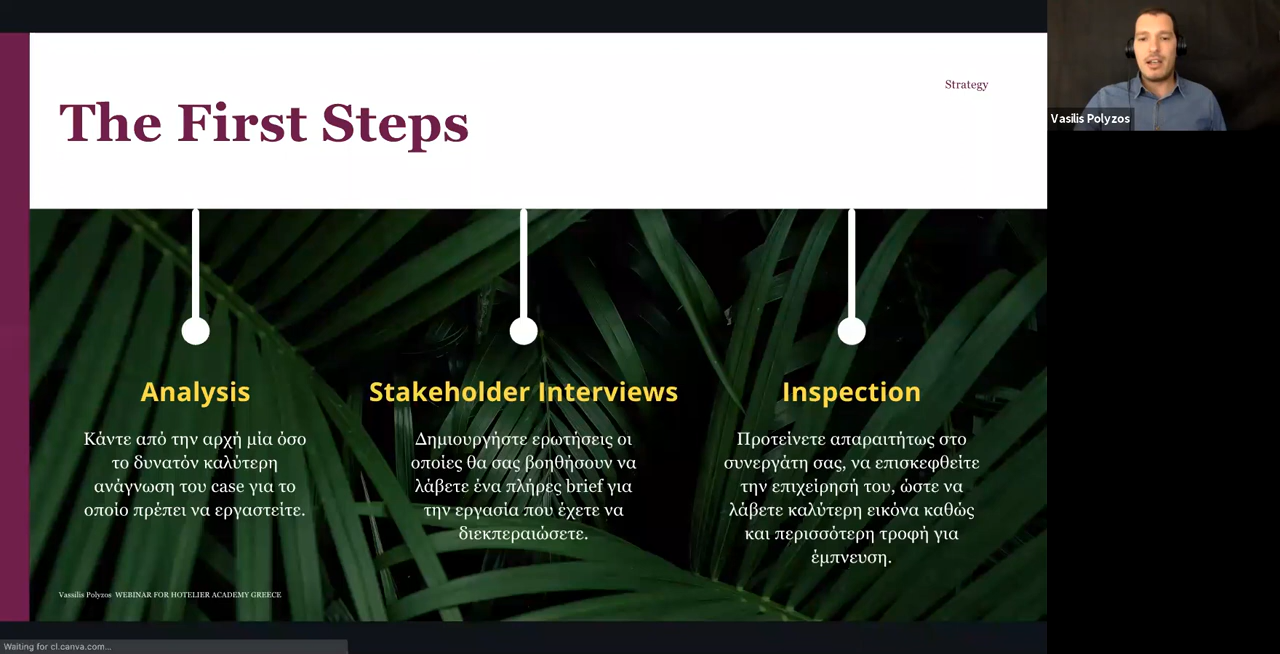 Strategy
The First Steps
Analysis
Κάντε από την αρχή μία όσο
το δυνατόν καλύτερη
ανάγνωση του case για το
οποίο πρέπει να εργαστείτε.
Stakeholder Interviews
Δημιουργήστε ερωτήσεις οι
οποίες θα σας βοηθήσουν να
λάβετε ένα πλήρες brief για
την εργασία που έχετε να
διεκπεραιώσετε.
Inspection
Προτείνετε απαραιτήτως στο
συνεργάτη σας, να επισκεφθείτε
την επιχείρησή του, ώστε να
λάβετε καλύτερη εικόνα καθώς
και περισσότερη τροφή για
έμπνευση.
Vassilis Polyzos WEBINAR FOR HOTELIER ACADEMY GREECE
Waiting for cl.canva.com...
Vasilis Polyzos